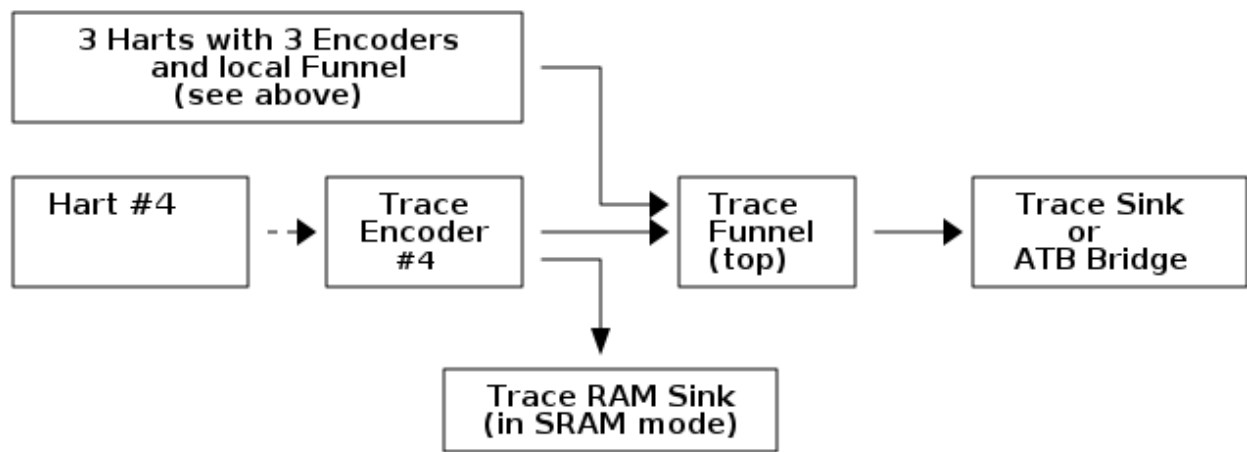 3 Harts with 3 Encoders
and local Funnel
(see above)
Hart #4
Trace
Encoder
#4
Trace
Funnel
(top)
Trace Sink
or
ATB Bridge
Trace RAM Sink
(in SRAM mode)